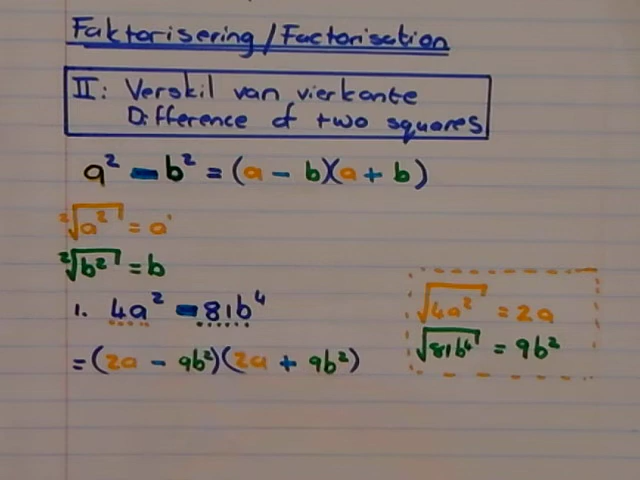 Faktorisering / Factorisation
II: Verskil van vierkante
Difference of two squares
a² - b² = (a - b)(a + b)
²√a² = a¹
²√b² = b
1. 4a² - 81b⁴
= (2a - 9b²)(2a + 9b²)
√4a² = 2a
√81b⁴ = 9b²